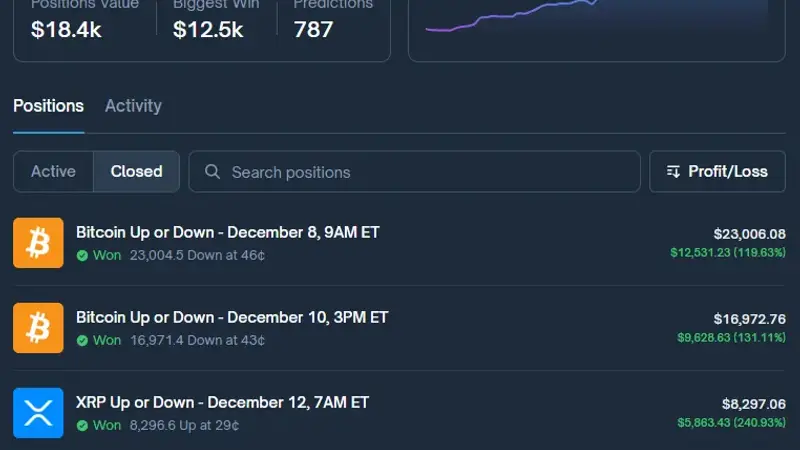 Positions Value Biggest Win Predictions
$18.4k $12.5k 787
Positions Activity
Active Closed Search positions Profit/Loss
Bitcoin Up or Down - December 8, 9AM ET $23,006.08
Won 23,004.5 Down at 46¢ $12,531.23 (119.63%)
Bitcoin Up or Down - December 10, 3PM ET $16,972.76
Won 16,971.4 Down at 43¢ $9,628.63 (131.11%)
XRP Up or Down - December 12, 7AM ET $8,297.06
Won 8,296.6 Up at 29¢ $5,863.43 (240.93%)